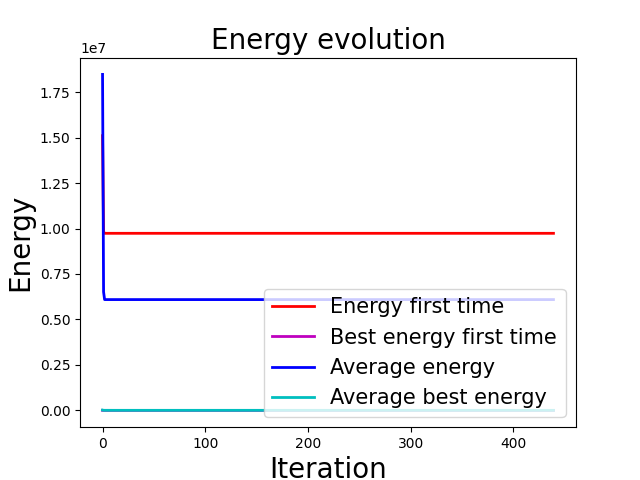 Energy evolution
1e7
1.75
1.50
1.25
1.00
0.75
0.50
0.25
0.00
Energy
Energy first time
Best energy first time
Average energy
Average best energy
0 100 200 300 400
Iteration